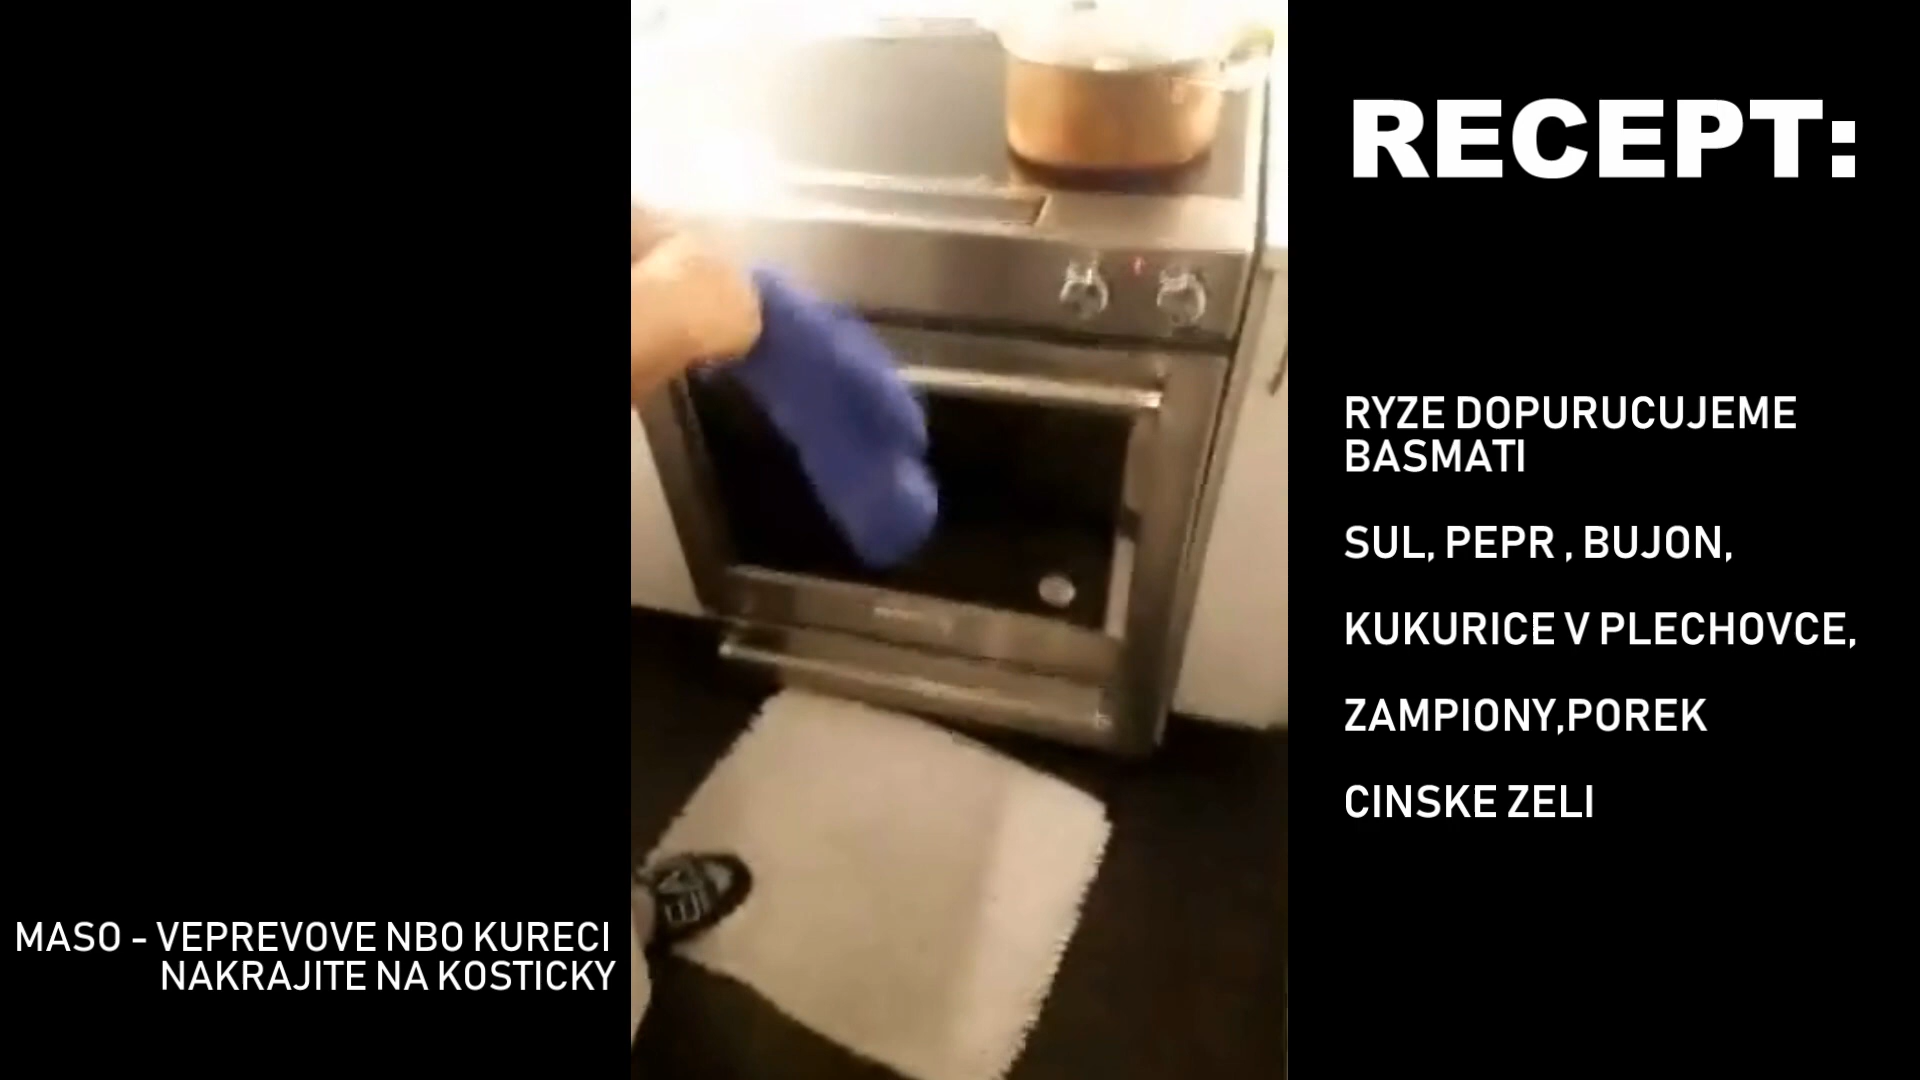 RECEPT:
RYZE DOPURUCUJEME
BASMATI
SUL, PEPR , BUJON,
KUKURICE V PLECHOVCE,
ZAMPIONY,POREK
CINSKE ZELI
MASO - VEPREVOVE NBO KURECI
NAKRAJITE NA KOSTICKY